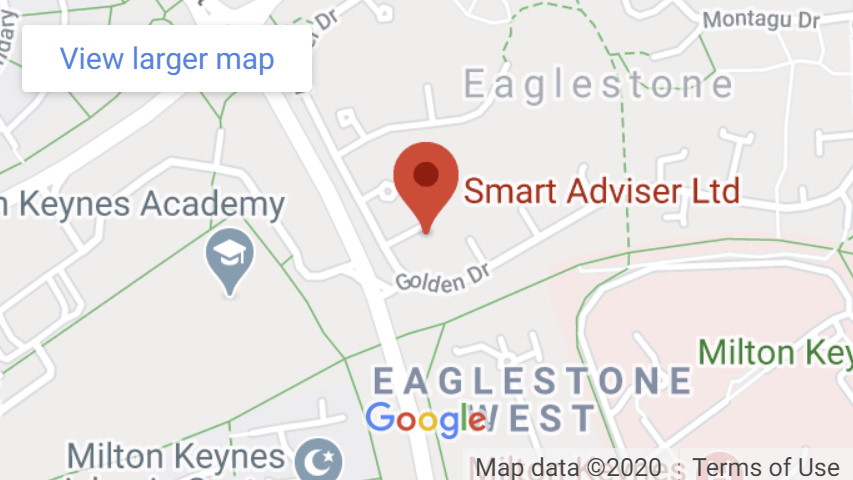 Montagu Dr
View larger map
Eaglestone
Smart Adviser Ltd
Keynes Academy
Golden Dr
Milton Key
EAGLESTONE
WEST
Google
Milton Keynes
Map data ©2020
Terms of Use